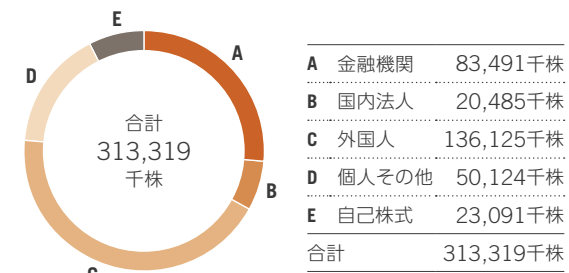 E
A
D
B
C
合計
313,319
千株
A 金融機関 83,491千株
B 国内法人 20,485千株
C 外国人 136,125千株
D 個人その他 50,124千株
E 自己株式 23,091千株
合計 313,319千株